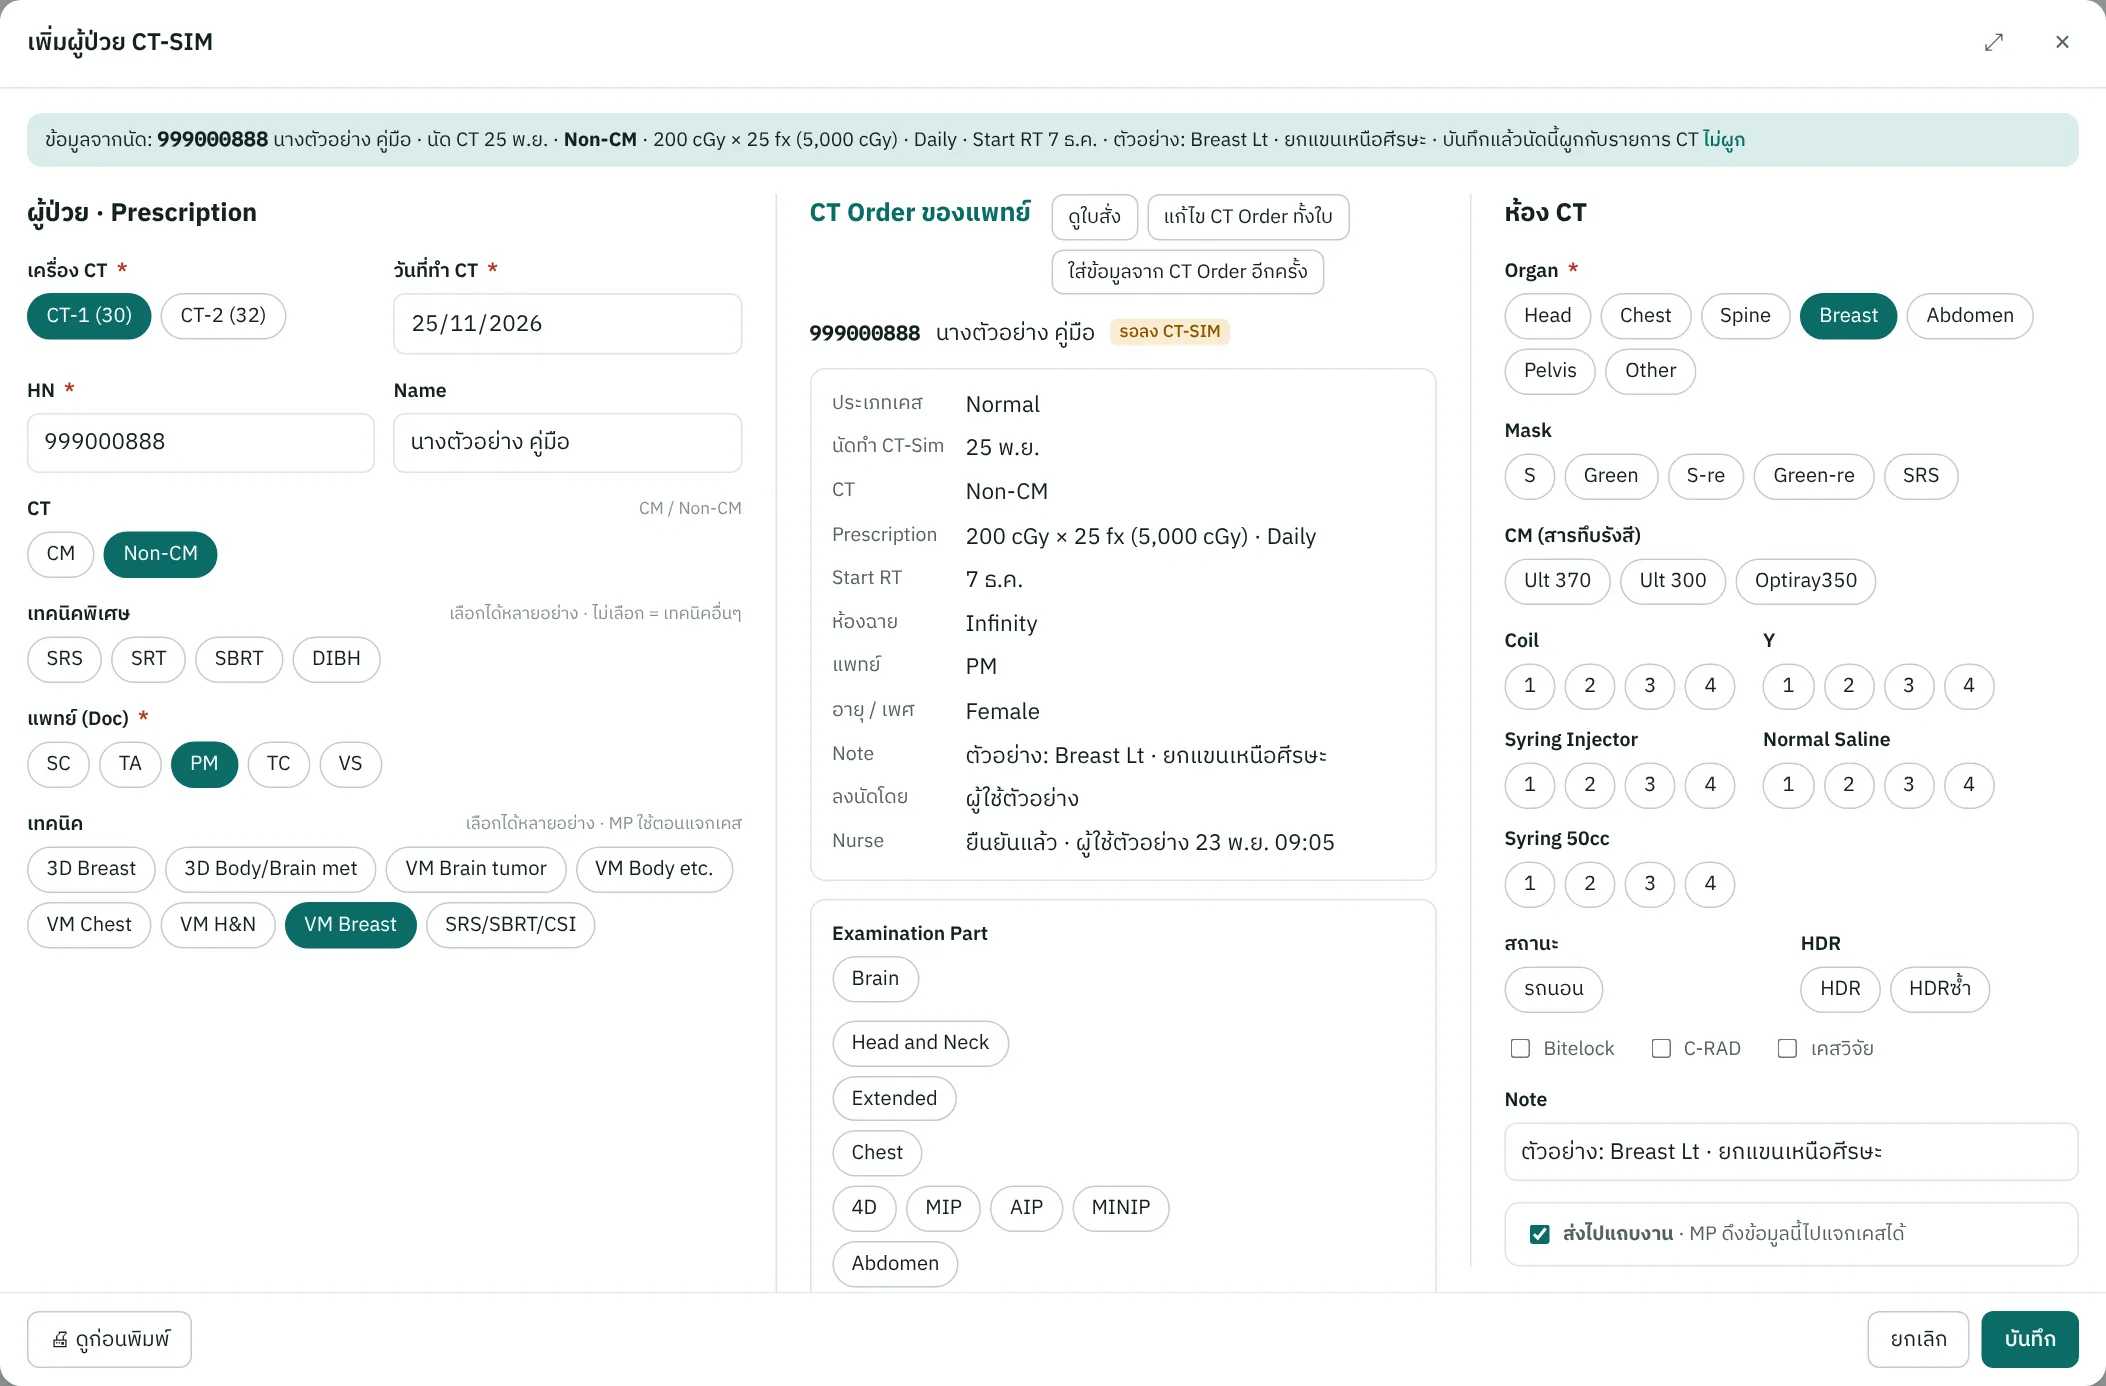 เพิ่มผู้ป่วย CT-SIM
ข้อมูลจากนัด: 999000888 นางตัวอย่าง คู่มือ · นัด CT 25 พ.ย. · Non-CM · 200 cGy × 25 fx (5,000 cGy) · Daily · Start RT 7 ธ.ค. · ตัวอย่าง: Breast Lt · ยกแขนเหนือศีรษะ · บันทึกแล้วนัดนี้ผูกกับรายการ CT ไม่ผูก
ผู้ป่วย · Prescription
เครื่อง CT *
CT-1 (30) CT-2 (32)
วันที่ทำ CT *
25/11/2026
HN *
999000888
Name
นางตัวอย่าง คู่มือ
CT CM / Non-CM
CM Non-CM
เทคนิคพิเศษ เลือกได้หลายอย่าง · ไม่เลือก = เทคนิคอื่นๆ
SRS SRT SBRT DIBH
แพทย์ (Doc) *
SC TA PM TC VS
เทคนิค เลือกได้หลายอย่าง · MP ใช้ตอนแจกเคส
3D Breast 3D Body/Brain met VM Brain tumor VM Body etc.
VM Chest VM H&N VM Breast SRS/SBRT/CSI
CT Order ของแพทย์ ดูใบสั่ง แก้ไข CT Order ทั้งใบ
ใส่ข้อมูลจาก CT Order อีกครั้ง
999000888 นางตัวอย่าง คู่มือ รอลง CT-SIM
ประเภทเคส Normal
นัดทำ CT-Sim 25 พ.ย.
CT Non-CM
Prescription 200 cGy × 25 fx (5,000 cGy) · Daily
Start RT 7 ธ.ค.
ห้องฉาย Infinity
แพทย์ PM
อายุ / เพศ Female
Note ตัวอย่าง: Breast Lt · ยกแขนเหนือศีรษะ
ลงนัดโดย ผู้ใช้ตัวอย่าง
Nurse ยืนยันแล้ว · ผู้ใช้ตัวอย่าง 23 พ.ย. 09:05
Examination Part
Brain
Head and Neck
Extended
Chest
4D MIP AIP MINIP
Abdomen
ห้อง CT
Organ *
Head Chest Spine Breast Abdomen
Pelvis Other
Mask
S Green S-re Green-re SRS
CM (สารทึบรังสี)
Ult 370 Ult 300 Optiray350
Coil Y
1 2 3 4 1 2 3 4
Syring Injector Normal Saline
1 2 3 4 1 2 3 4
Syring 50cc
1 2 3 4
สถานะ HDR
รถนอน HDR HDRซ้ำ
Bitelock C-RAD เคสวิจัย
Note
ตัวอย่าง: Breast Lt · ยกแขนเหนือศีรษะ
ส่งไปแถบงาน · MP ดึงข้อมูลนี้ไปแจกเคสได้
ดูก่อนพิมพ์ ยกเลิก บันทึก